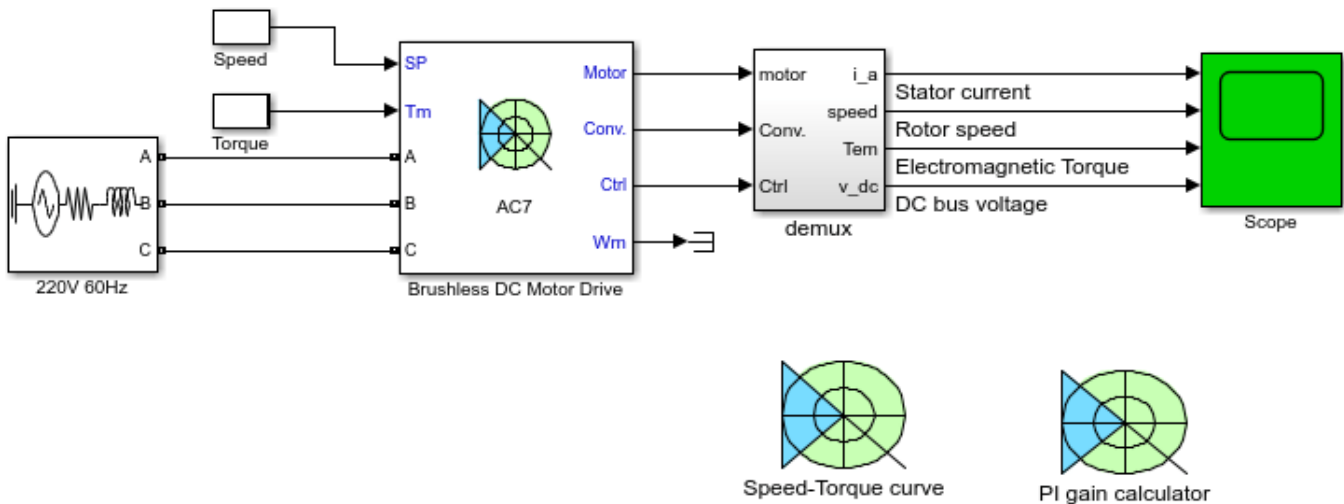 Speed
Torque
A
B
C
220V 60Hz
SP
Tm
A
B
C
Motor
Conv.
Ctrl
Wm
AC7
Brushless DC Motor Drive
motor
Conv.
Ctrl
i_a
speed
Tem
v_dc
demux
Stator current
Rotor speed
Electromagnetic Torque
DC bus voltage
Scope
Speed-Torque curve
PI gain calculator